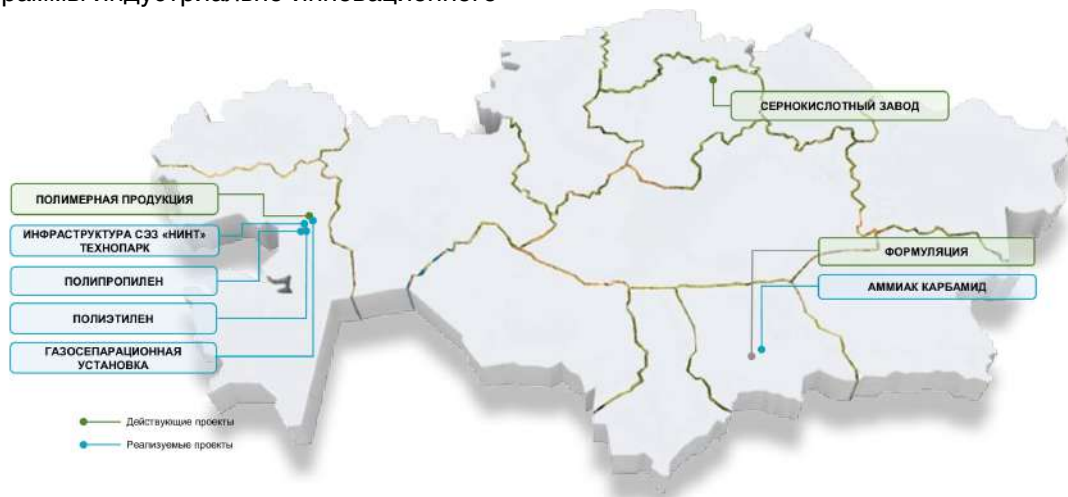 СЕРНОКИСЛОТНЫЙ ЗАВОД
ПОЛИМЕРНАЯ ПРОДУКЦИЯ
ИНФРАСТРУКТУРА СЭЗ «НИНТ»
ТЕХНОПАРК
ПОЛИПРОПИЛЕН
ПОЛИЭТИЛЕН
ГАЗОСЕПАРАЦИОННАЯ
УСТАНОВКА
ФОРМУЛЯЦИЯ
АММИАК КАРБАМИД
Действующие проекты
Реализуемые проекты